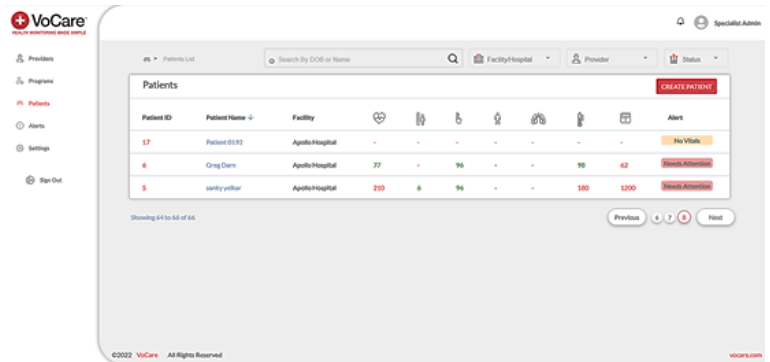 VoCare
HEALTH MONITORING MADE SIMPLE
Specialist Admin
Providers
Programs
Patients
Alerts
Settings
Sign Out
Patients List
Search By DOB or Name
Facility/Hospital
Provider
Status
Patients
CREATE PATIENT
Patient ID Patient Name Facility Alert
17 Patient 0192 Apollo Hospital - - - - - - - No Vitals
6 Greg Darn Apollo Hospital 77 - 96 - - 98 62 Needs Attention
5 sanky yelkar Apollo Hospital 210 6 96 - - 180 1200 Needs Attention
Showing 64 to 66 of 66
Previous 6 7 8 Next
©2022 VoCare All Rights Reserved
vocare.com